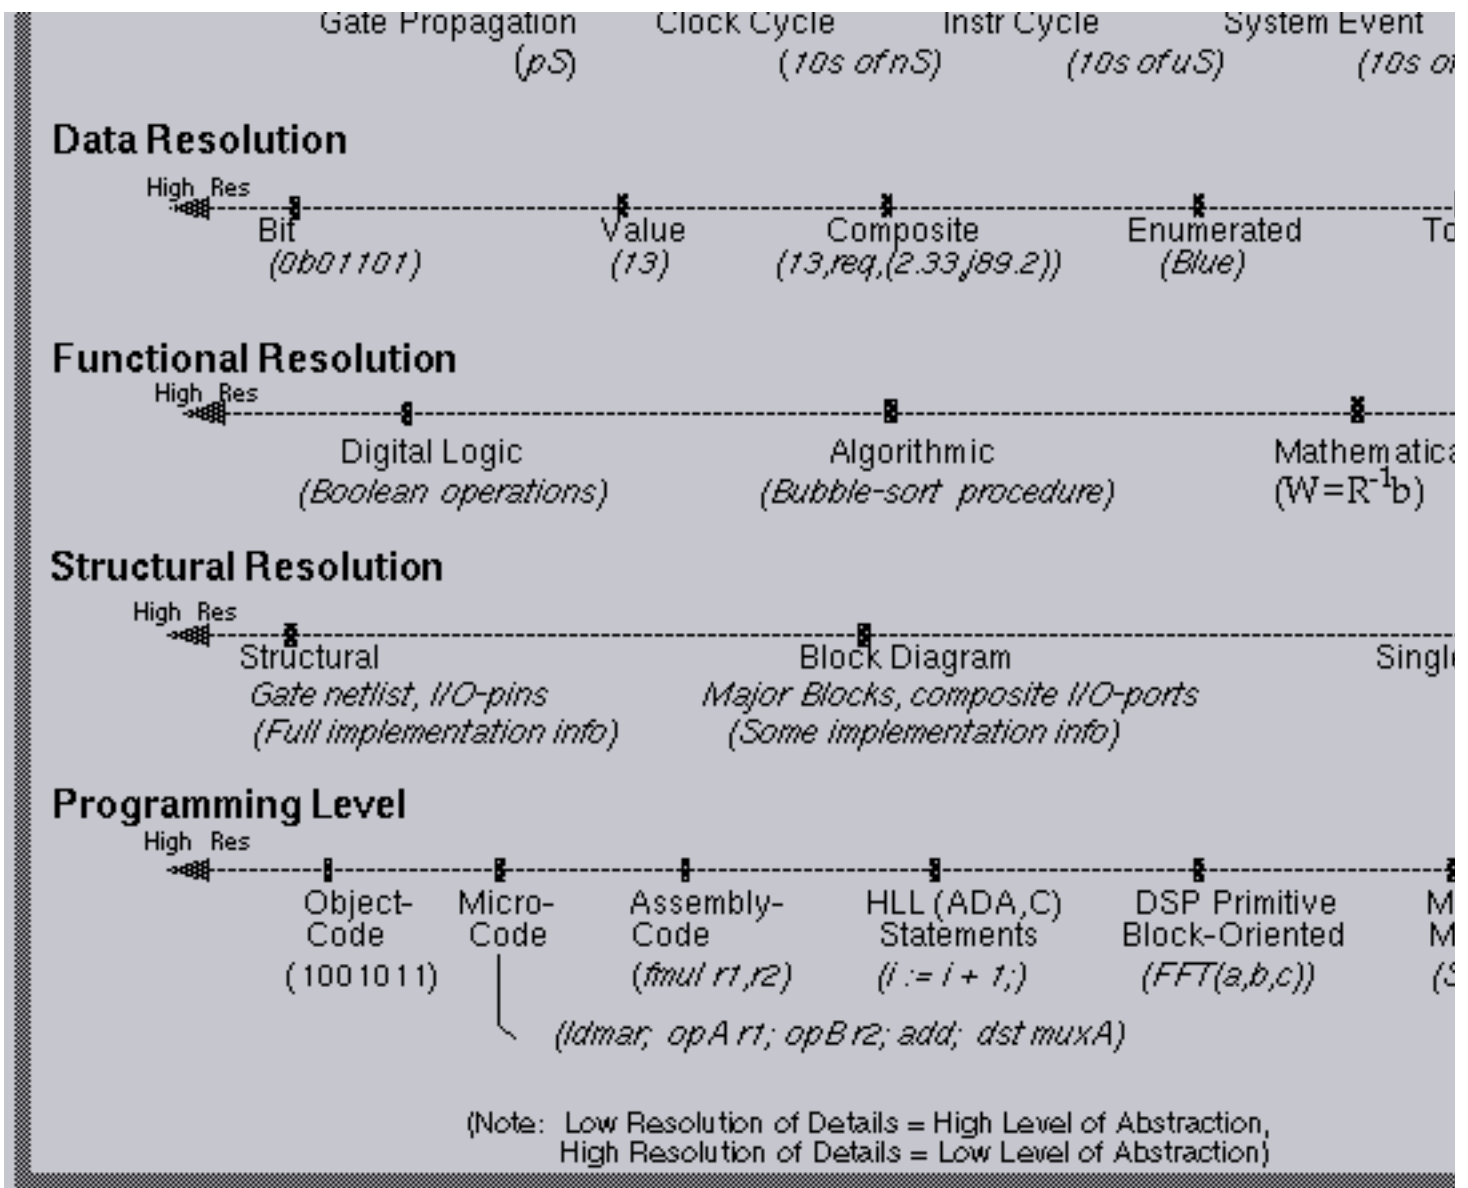 Gate Propagation Clock Cycle Instr Cycle System Event
(pS) (10s of nS) (10s of uS) (10s of
Data Resolution
High Res
Bit Value Composite Enumerated To
(0b01101) (13) (13,req,(2.33,j89.2)) (Blue)
Functional Resolution
High Res
Digital Logic Algorithmic Mathematica
(Boolean operations) (Bubble-sort procedure) (W=R⁻¹b)
Structural Resolution
High Res
Structural Block Diagram Single
Gate netlist, I/O-pins Major Blocks, composite I/O-ports
(Full implementation info) (Some implementation info)
Programming Level
High Res
Object- Micro- Assembly- HLL (ADA,C) DSP Primitive M
Code Code Code Statements Block-Oriented M
(1001011) (fmul r1,r2) (i := i + 1;) (FFT(a,b,c)) (S
(ldmar; opA r1; opB r2; add; dst muxA)
(Note: Low Resolution of Details = High Level of Abstraction,
High Resolution of Details = Low Level of Abstraction)